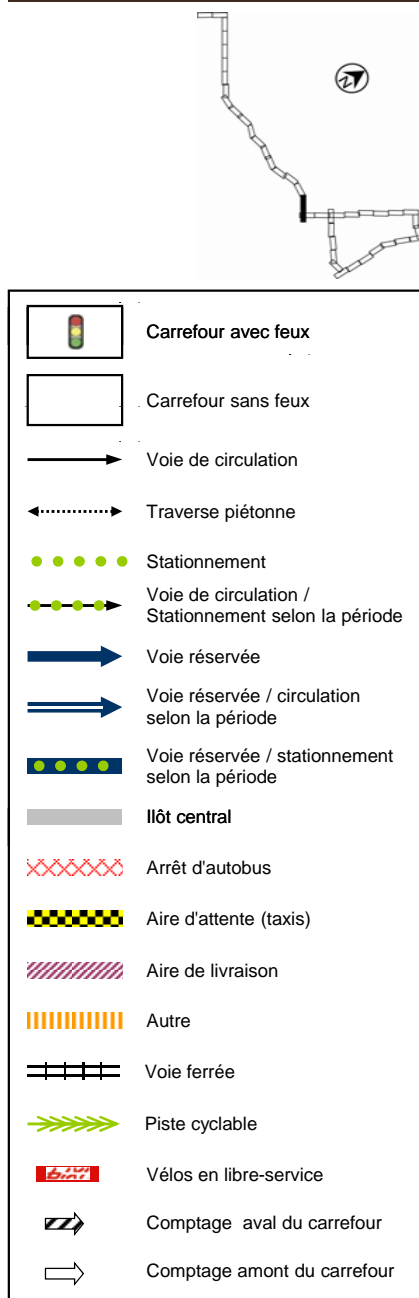 Carrefour avec feux
Carrefour sans feux
Voie de circulation
Traverse piétonne
Stationnement
Voie de circulation /
Stationnement selon la période
Voie réservée
Voie réservée / circulation
selon la période
Voie réservée / stationnement
selon la période
Ilôt central
Arrêt d'autobus
Aire d'attente (taxis)
Aire de livraison
Autre
Voie ferrée
Piste cyclable
Vélos en libre-service
Comptage aval du carrefour
Comptage amont du carrefour